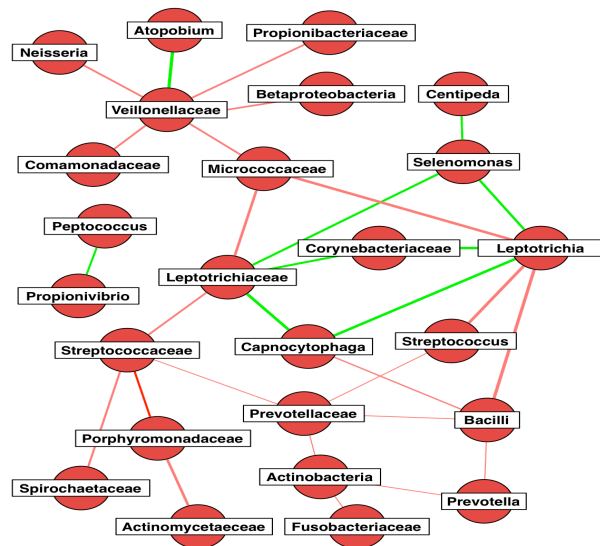 Atopobium
Propionibacteriaceae
Neisseria
Betaproteobacteria
Centipeda
Veillonellaceae
Comamonadaceae
Micrococcaceae
Selenomonas
Peptococcus
Corynebacteriaceae
Leptotrichia
Leptotrichiaceae
Propionivibrio
Streptococcaceae
Capnocytophaga
Streptococcus
Prevotellaceae
Bacilli
Porphyromonadaceae
Actinobacteria
Spirochaetaceae
Prevotella
Actinomycetaeceae
Fusobacteriaceae